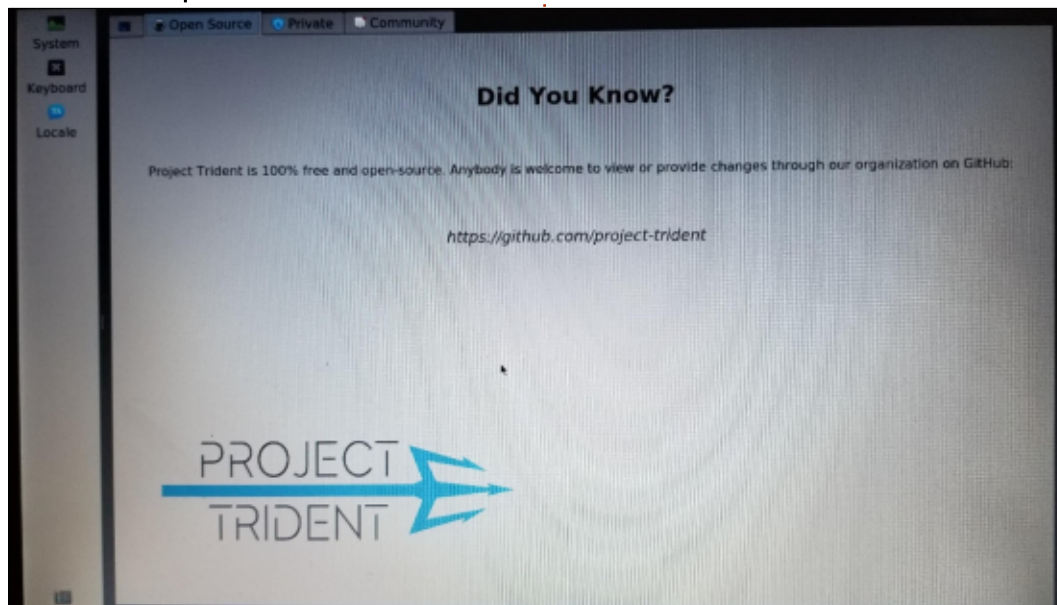 System
Keyboard
Locale
Open Source Private Community
Did You Know?
Project Trident is 100% free and open-source. Anybody is welcome to view or provide changes through our organization on GitHub:
https://github.com/project-trident
PROJECT
TRIDENT